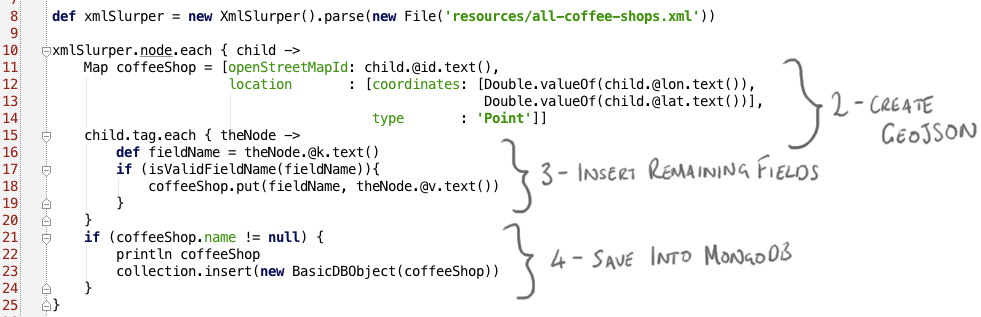 8 def xmlSlurper = new XmlSlurper().parse(new File('resources/all-coffee-shops.xml'))
9
10 xmlSlurper.node.each { child ->
11 Map coffeeShop = [openStreetMapId: child.@id.text(),
12 location : [coordinates: [Double.valueOf(child.@lon.text()),
13 Double.valueOf(child.@lat.text())],
14 type : 'Point']]
2 - CREATE
GEOJSON
15 child.tag.each { theNode ->
16 def fieldName = theNode.@k.text()
17 if (isValidFieldName(fieldName)){
18 coffeeShop.put(fieldName, theNode.@v.text())
19 }
3 - INSERT REMAINING FIELDS
20 }
21 if (coffeeShop.name != null) {
22 println coffeeShop
23 collection.insert(new BasicDBObject(coffeeShop))
24 }
4 - SAVE INTO MONGODB
25 }